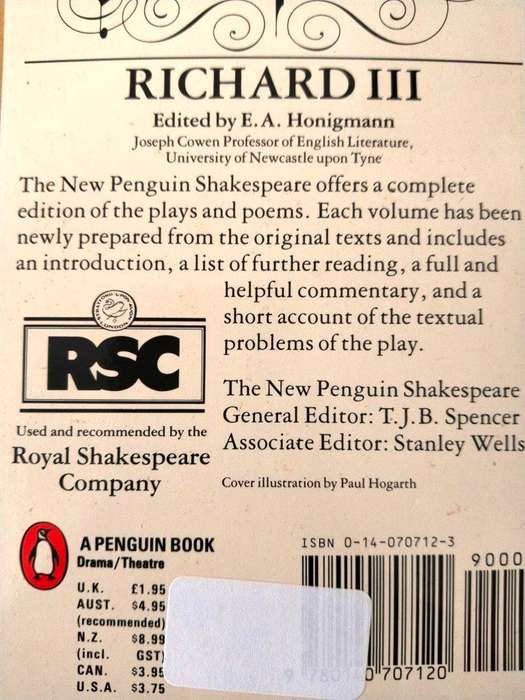 RICHARD III
Edited by E. A. Honigmann
Joseph Cowen Professor of English Literature,
University of Newcastle upon Tyne
The New Penguin Shakespeare offers a complete
edition of the plays and poems. Each volume has been
newly prepared from the original texts and includes
an introduction, a list of further reading, a full and
helpful commentary, and a
short account of the textual
problems of the play.
RSC
Used and recommended by the
Royal Shakespeare
Company
The New Penguin Shakespeare
General Editor: T. J. B. Spencer
Associate Editor: Stanley Wells
Cover illustration by Paul Hogarth
A PENGUIN BOOK
Drama/Theatre
U.K. £1.95
AUST. $4.95
(recommended)
N.Z. $8.99
(incl. GST)
CAN. $3.95
U.S.A. $3.75
ISBN 0-14-070712-3
9000
9 780140 707120